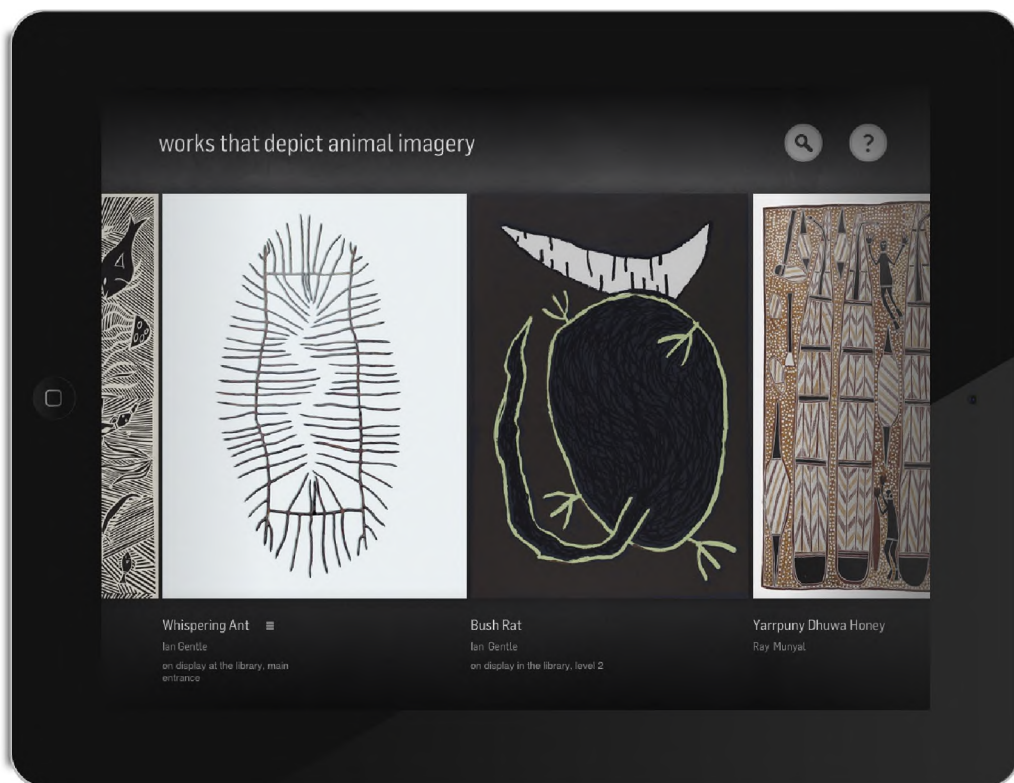 works that depict animal imagery
?
Whispering Ant
Ian Gentle
on display at the library, main
entrance
Bush Rat
Ian Gentle
on display in the library, level 2
Yarrpuny Dhuwa Honey
Ray Munyal